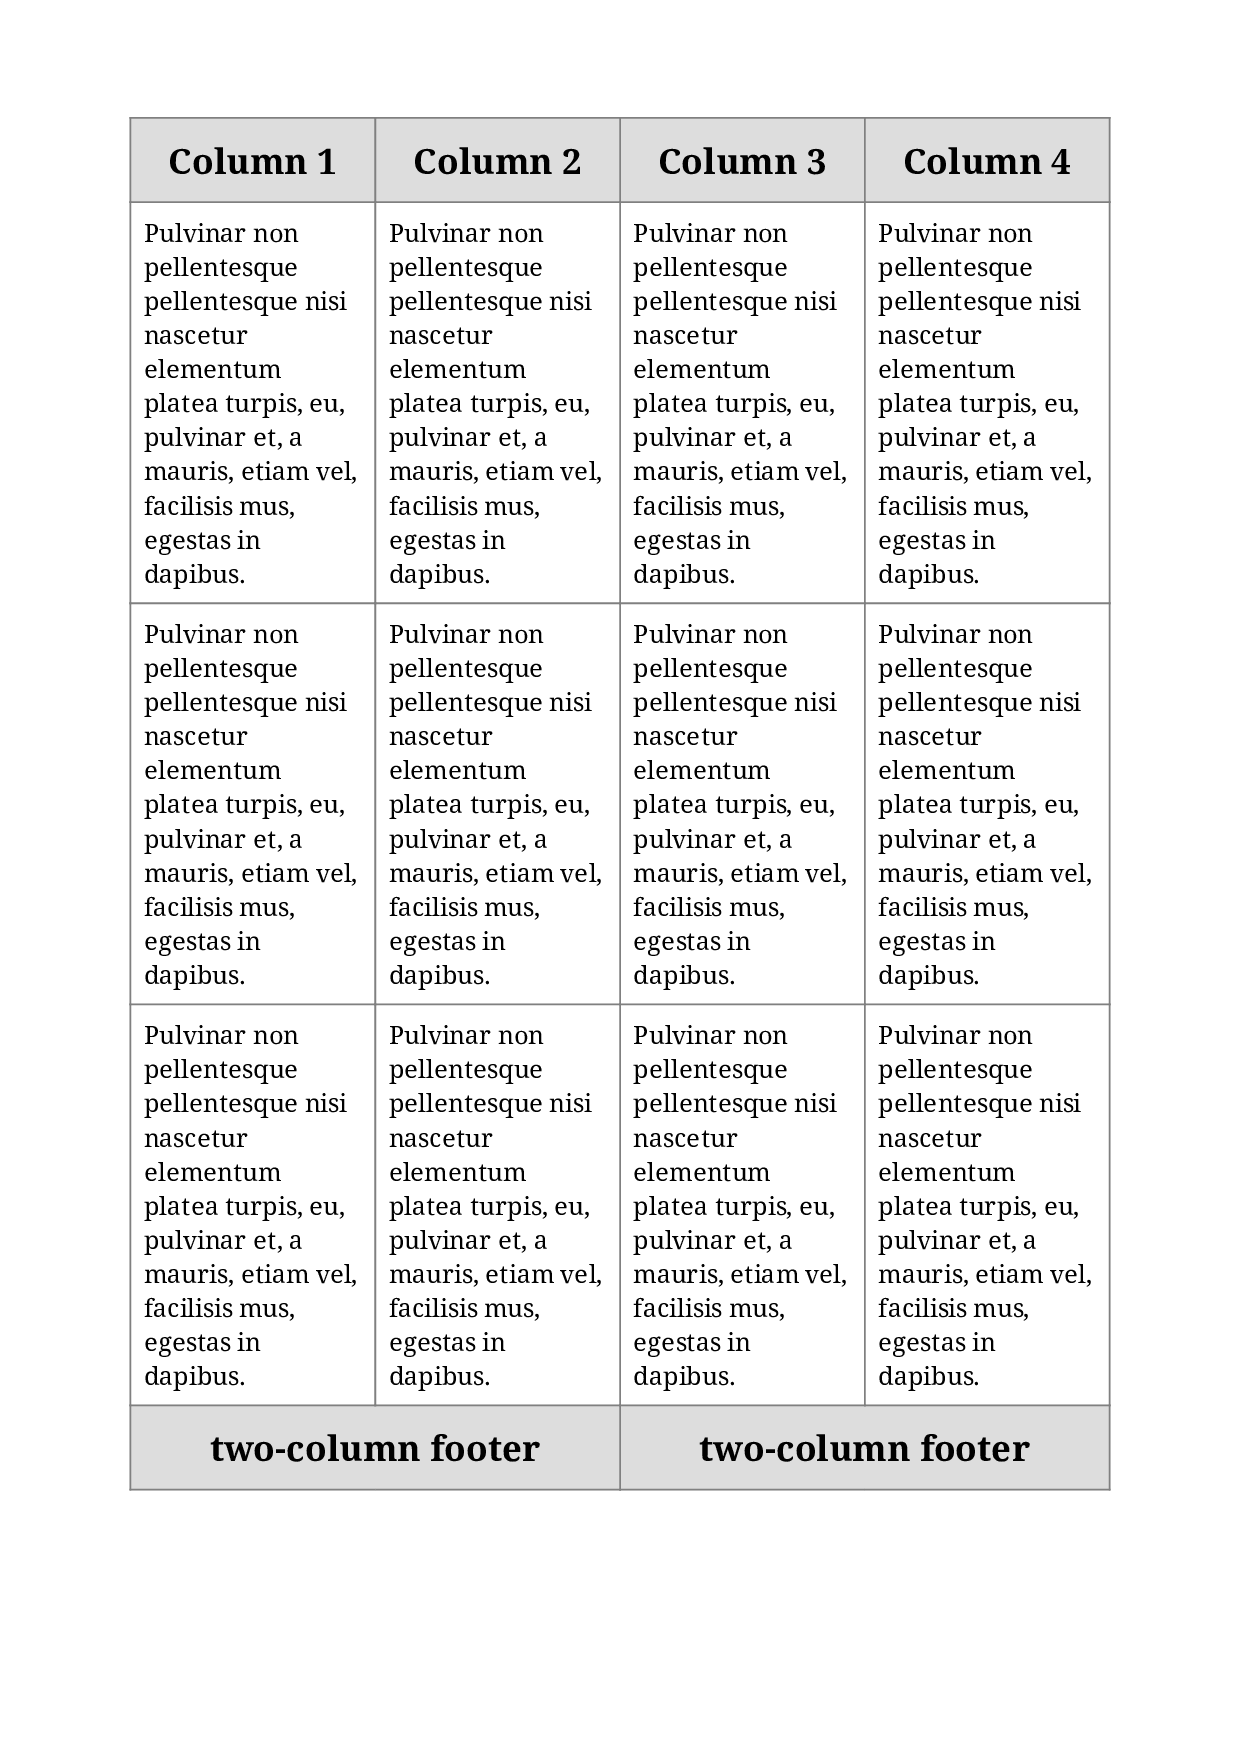 Column 1 Column 2 Column 3 Column 4
Pulvinar non Pulvinar non Pulvinar non Pulvinar non
pellentesque pellentesque pellentesque pellentesque
pellentesque nisi pellentesque nisi pellentesque nisi pellentesque nisi
nascetur nascetur nascetur nascetur
elementum elementum elementum elementum
platea turpis, eu, platea turpis, eu, platea turpis, eu, platea turpis, eu,
pulvinar et, a pulvinar et, a pulvinar et, a pulvinar et, a
mauris, etiam vel, mauris, etiam vel, mauris, etiam vel, mauris, etiam vel,
facilisis mus, facilisis mus, facilisis mus, facilisis mus,
egestas in egestas in egestas in egestas in
dapibus. dapibus. dapibus. dapibus.
Pulvinar non Pulvinar non Pulvinar non Pulvinar non
pellentesque pellentesque pellentesque pellentesque
pellentesque nisi pellentesque nisi pellentesque nisi pellentesque nisi
nascetur nascetur nascetur nascetur
elementum elementum elementum elementum
platea turpis, eu, platea turpis, eu, platea turpis, eu, platea turpis, eu,
pulvinar et, a pulvinar et, a pulvinar et, a pulvinar et, a
mauris, etiam vel, mauris, etiam vel, mauris, etiam vel, mauris, etiam vel,
facilisis mus, facilisis mus, facilisis mus, facilisis mus,
egestas in egestas in egestas in egestas in
dapibus. dapibus. dapibus. dapibus.
Pulvinar non Pulvinar non Pulvinar non Pulvinar non
pellentesque pellentesque pellentesque pellentesque
pellentesque nisi pellentesque nisi pellentesque nisi pellentesque nisi
nascetur nascetur nascetur nascetur
elementum elementum elementum elementum
platea turpis, eu, platea turpis, eu, platea turpis, eu, platea turpis, eu,
pulvinar et, a pulvinar et, a pulvinar et, a pulvinar et, a
mauris, etiam vel, mauris, etiam vel, mauris, etiam vel, mauris, etiam vel,
facilisis mus, facilisis mus, facilisis mus, facilisis mus,
egestas in egestas in egestas in egestas in
dapibus. dapibus. dapibus. dapibus.
two-column footer two-column footer